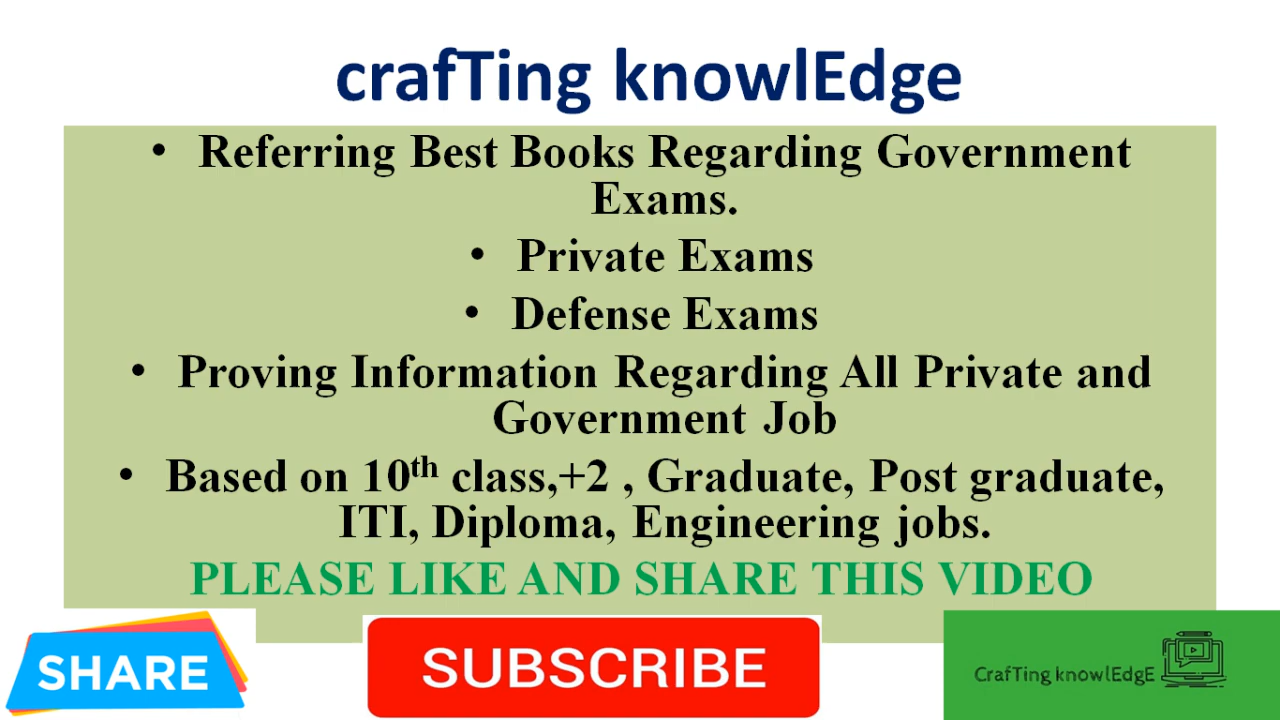 crafTing knowlEdge
• Referring Best Books Regarding Government
Exams.
• Private Exams
• Defense Exams
• Proving Information Regarding All Private and
Government Job
• Based on 10th class,+2 , Graduate, Post graduate,
ITI, Diploma, Engineering jobs.
PLEASE LIKE AND SHARE THIS VIDEO
SHARE
SUBSCRIBE
CrafTing knowlEdgE